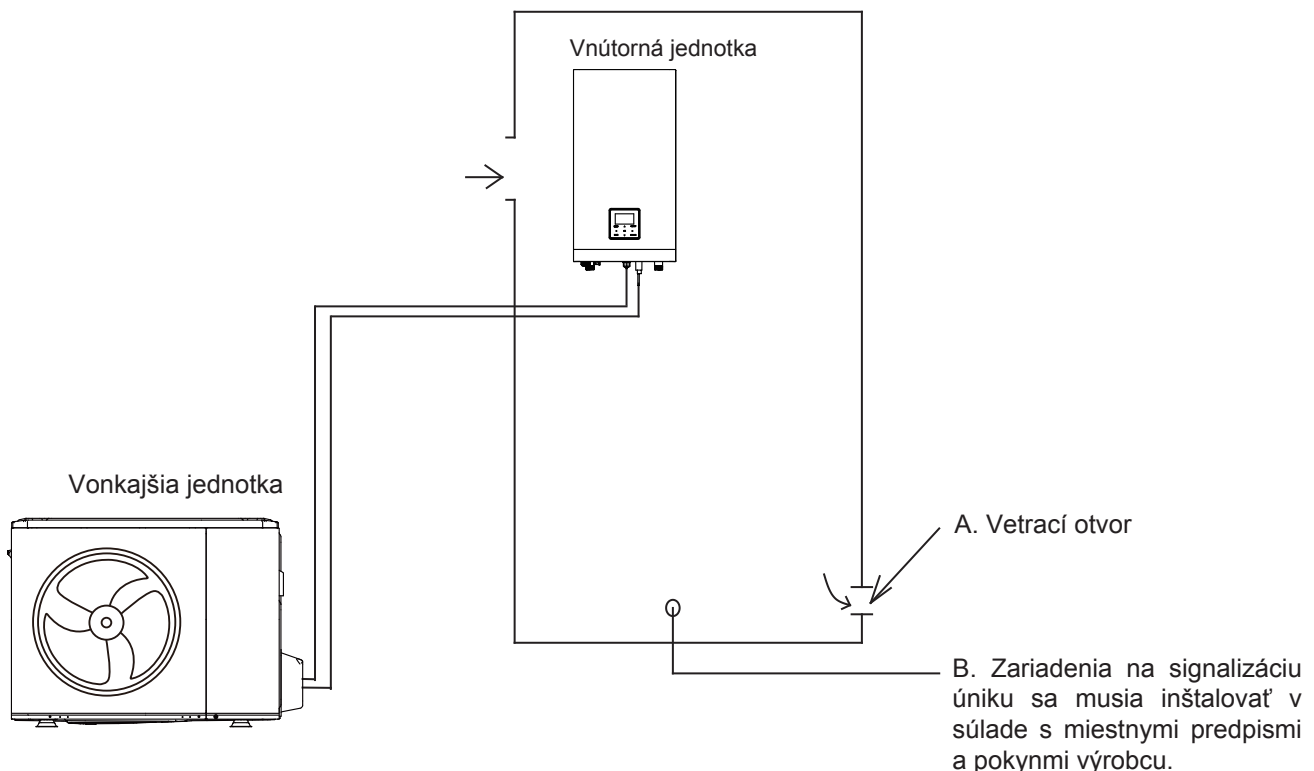 Vnútorná jednotka
Vonkajšia jednotka
A. Vetrací otvor
B. Zariadenia na signalizáciu
úniku sa musia inštalovať v
súlade s miestnymi predpismi
a pokynmi výrobcu.